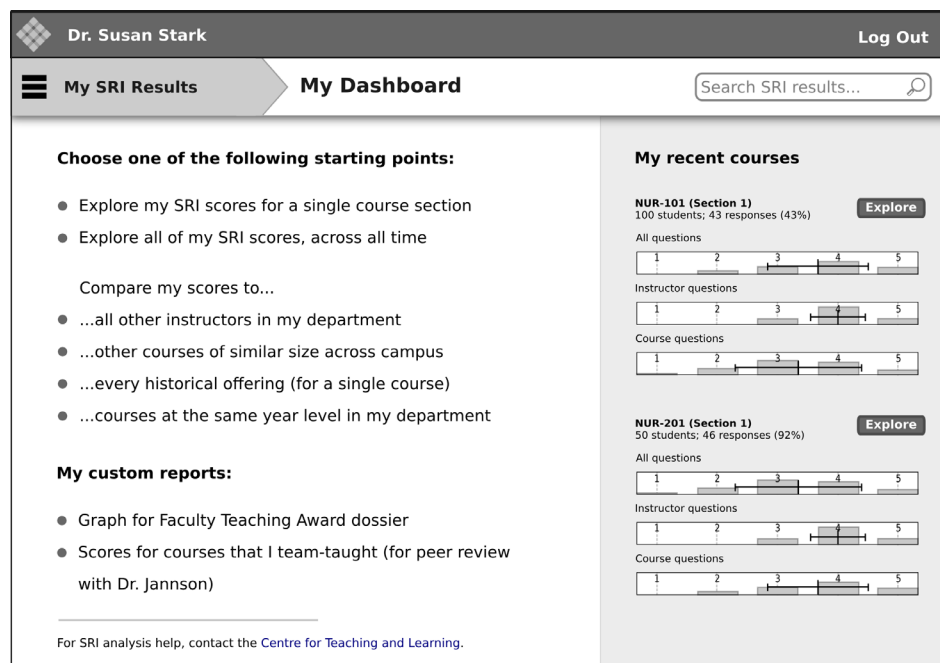 Dr. Susan Stark
Log Out
My SRI Results
My Dashboard
Search SRI results...
Choose one of the following starting points:
Explore my SRI scores for a single course section
Explore all of my SRI scores, across all time
Compare my scores to...
...all other instructors in my department
...other courses of similar size across campus
...every historical offering (for a single course)
...courses at the same year level in my department
My custom reports:
Graph for Faculty Teaching Award dossier
Scores for courses that I team-taught (for peer review
with Dr. Jannson)
For SRI analysis help, contact the Centre for Teaching and Learning.
My recent courses
NUR-101 (Section 1)
100 students; 43 responses (43%)
Explore
All questions
1 2 3 4 5
Instructor questions
1 2 3 4 5
Course questions
1 2 3 4 5
NUR-201 (Section 1)
50 students; 46 responses (92%)
Explore
All questions
1 2 3 4 5
Instructor questions
1 2 3 4 5
Course questions
1 2 3 4 5